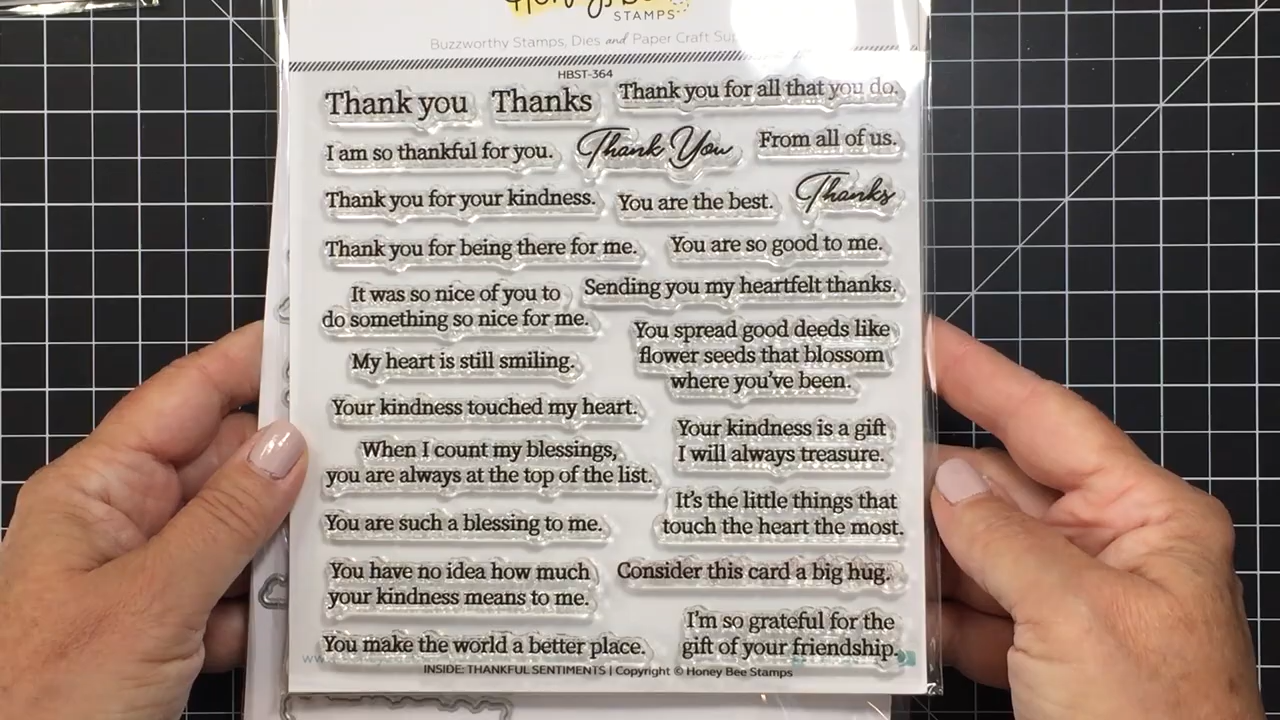 STAMPS
Buzzworthy Stamps, Dies and Paper Craft
HBST-364
Thank you
Thanks
Thank you for all that you do.
I am so thankful for you.
Thank You
From all of us.
Thank you for your kindness.
You are the best.
Thanks
Thank you for being there for me.
You are so good to me.
It was so nice of you to
do something so nice for me.
Sending you my heartfelt thanks.
You spread good deeds like
flower seeds that blossom
where you've been.
My heart is still smiling.
Your kindness touched my heart.
Your kindness is a gift
I will always treasure.
When I count my blessings,
you are always at the top of the list.
It's the little things that
touch the heart the most.
You are such a blessing to me.
You have no idea how much
your kindness means to me.
Consider this card a big hug.
I'm so grateful for the
gift of your friendship.
You make the world a better place.
INSIDE: THANKFUL SENTIMENTS | Copyright © Honey Bee Stamps